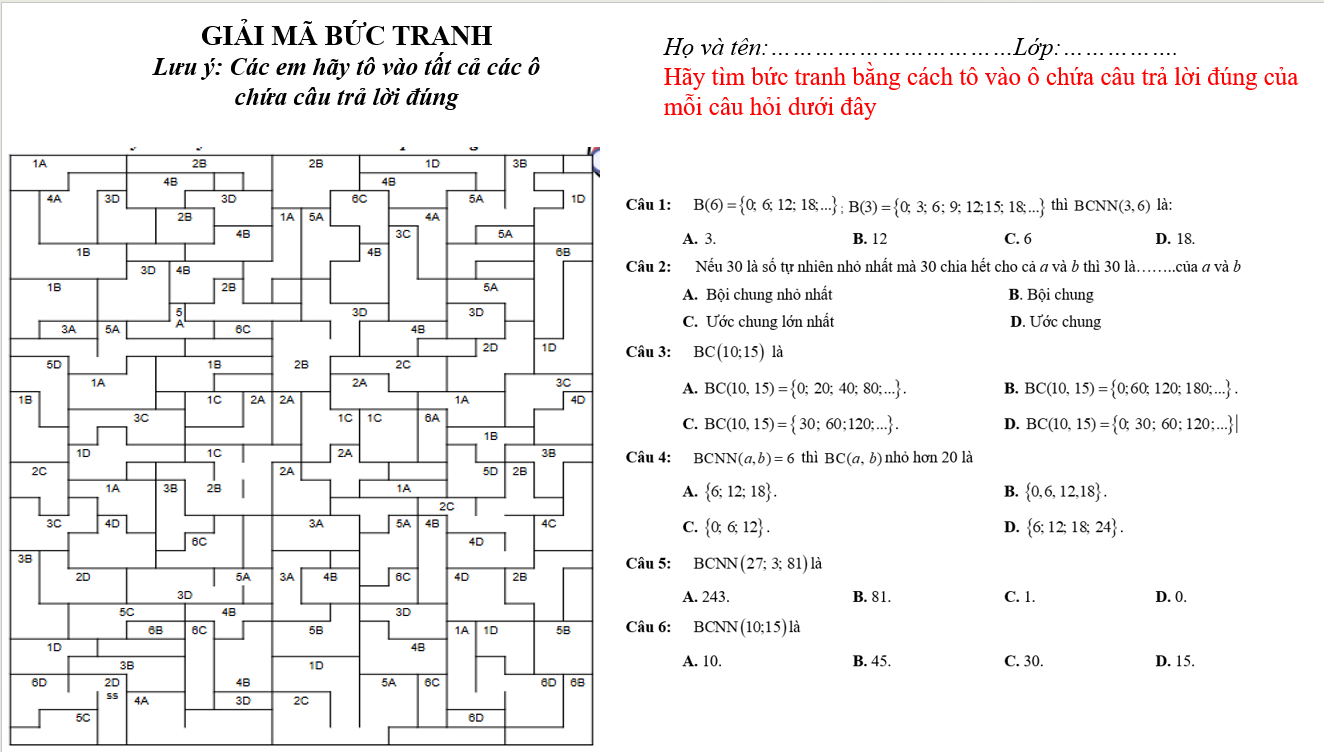 GIẢI MÃ BỨC TRANH
Lưu ý: Các em hãy tô vào tất cả các ô
chứa câu trả lời đúng
Họ và tên:……………………………Lớp:…………….
Hãy tìm bức tranh bằng cách tô vào ô chứa câu trả lời đúng của
mỗi câu hỏi dưới đây
1A 2B 2B 1D 3B
4B 4B
4A 3D 3D 6C 5A 1D
2B 1A 5A 4A
4B 3C 5A
1B 4B 6B
3D 4B
1B 2B 5A
5 3D 3D
3A 5A A 6C 4B
2D 1D
5D 1B 2B 2C
1A 2A 3C
1B 1C 2A 2A 1A 4D
3C 1C 1C 6A
1B
1D 1C 2A 3B
2C 2A 5D 2B
1A 3B 2B 1A
2C
3C 4D 3A 5A 4B 4C
6C 4D
3B
2D 5A 3A 4B 6C 4D 2B
3D
5C 4B 3D
6B 6C 5B 1A 1D 5B
1D 4B
3B 1D
6D 2D 4B 5A 6C 6D 6B
ss 4A 3D 2C
5C 6D
Câu 1: B(6) = {0; 6; 12; 18;...} ; B(3) = {0; 3; 6; 9; 12;15; 18;...} thì BCNN(3, 6) là:
A. 3. B. 12 C. 6 D. 18.
Câu 2: Nếu 30 là số tự nhiên nhỏ nhất mà 30 chia hết cho cả a và b thì 30 là……..của a và b
A. Bội chung nhỏ nhất B. Bội chung
C. Ước chung lớn nhất D. Ước chung
Câu 3: BC(10;15) là
A. BC(10, 15) = {0; 20; 40; 80;...}. B. BC(10, 15) = {0;60; 120; 180;...}.
C. BC(10, 15) = { 30; 60;120;...}. D. BC(10, 15) = {0; 30; 60; 120;...}
Câu 4: BCNN(a,b) = 6 thì BC(a, b) nhỏ hơn 20 là
A. {6; 12; 18}. B. {0,6, 12,18}.
C. {0; 6; 12}. D. {6; 12; 18; 24}.
Câu 5: BCNN(27; 3; 81) là
A. 243. B. 81. C. 1. D. 0.
Câu 6: BCNN(10;15) là
A. 10. B. 45. C. 30. D. 15.